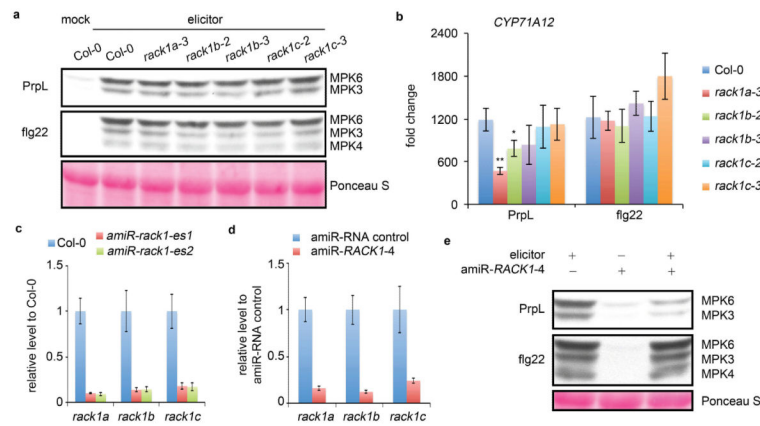 a
mock
elicitor
Col-0
Col-0
rack1a-3
rack1b-2
rack1b-3
rack1c-2
rack1c-3
PrpL
MPK6
MPK3
flg22
MPK6
MPK3
MPK4
Ponceau S
b
CYP71A12
fold change
1800
1200
600
0
**
*
PrpL
flg22
Col-0
rack1a-3
rack1b-2
rack1b-3
rack1c-2
rack1c-3
c
Col-0
amiR-rack1-es1
amiR-rack1-es2
relative level to Col-0
1.5
1
0.5
0
rack1a
rack1b
rack1c
d
amiR-RNA control
amiR-RACK1-4
relative level to
amiR-RNA control
1.5
1
0.5
0
rack1a
rack1b
rack1c
e
elicitor
+
–
+
amiR-RACK1-4
–
+
+
PrpL
MPK6
MPK3
flg22
MPK6
MPK3
MPK4
Ponceau S